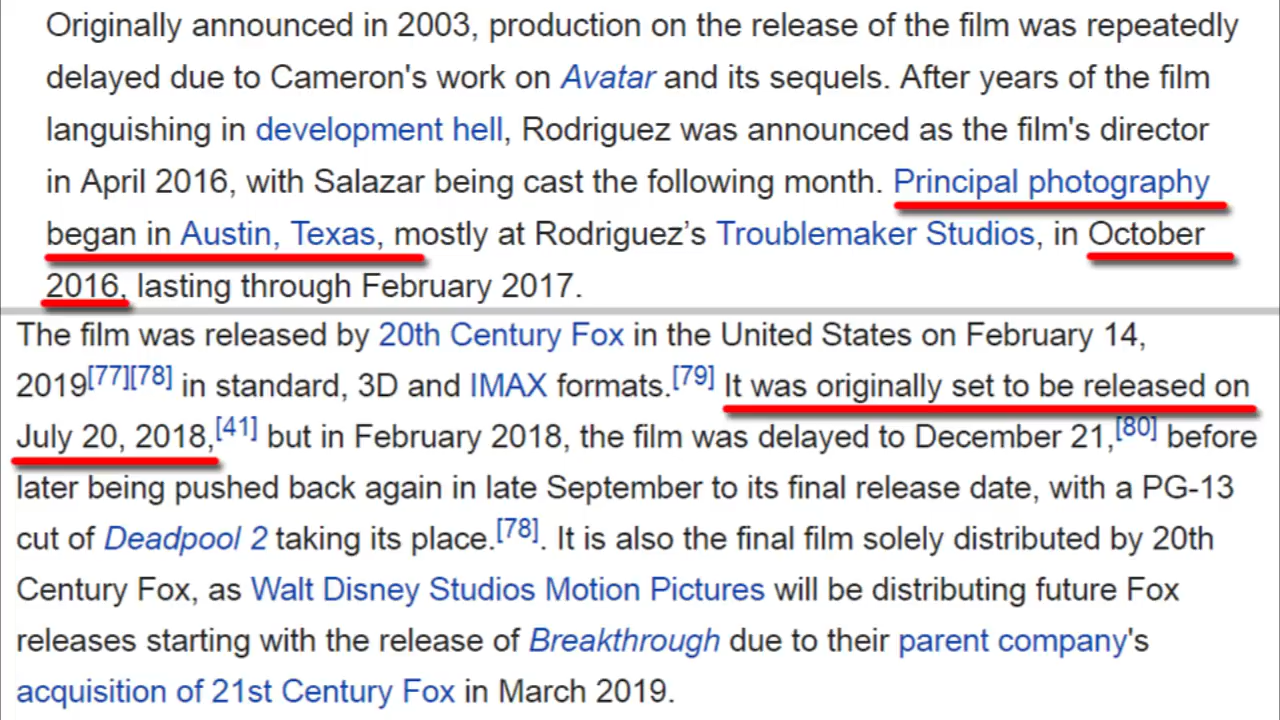 Originally announced in 2003, production on the release of the film was repeatedly
delayed due to Cameron's work on Avatar and its sequels. After years of the film
languishing in development hell, Rodriguez was announced as the film's director
in April 2016, with Salazar being cast the following month. Principal photography
began in Austin, Texas, mostly at Rodriguez’s Troublemaker Studios, in October
2016, lasting through February 2017.
The film was released by 20th Century Fox in the United States on February 14,
2019[77][78] in standard, 3D and IMAX formats.[79] It was originally set to be released on
July 20, 2018,[41] but in February 2018, the film was delayed to December 21,[80] before
later being pushed back again in late September to its final release date, with a PG-13
cut of Deadpool 2 taking its place.[78]. It is also the final film solely distributed by 20th
Century Fox, as Walt Disney Studios Motion Pictures will be distributing future Fox
releases starting with the release of Breakthrough due to their parent company's
acquisition of 21st Century Fox in March 2019.